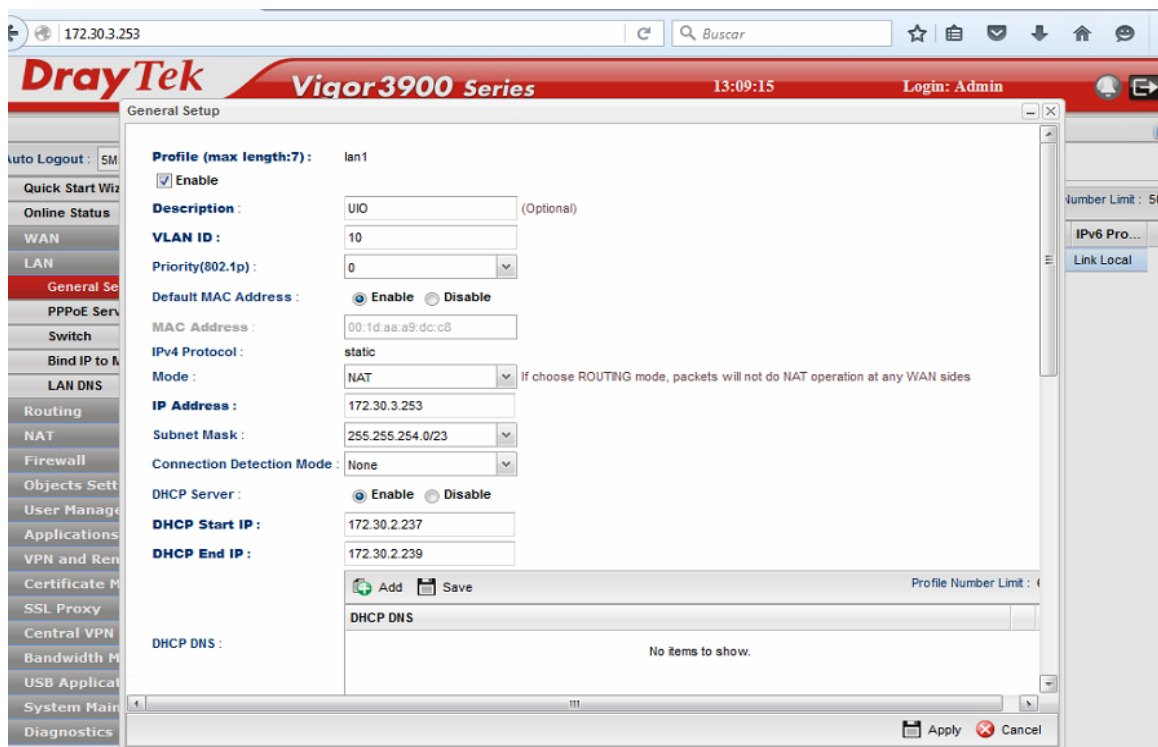 172.30.3.253
Buscar
DrayTek
Vigor3900 Series
13:09:15
Login: Admin
General Setup
Auto Logout :
5M
Quick Start Wiz
Online Status
WAN
LAN
General Se
PPPoE Serv
Switch
Bind IP to M
LAN DNS
Routing
NAT
Firewall
Objects Sett
User Manage
Applications
VPN and Rem
Certificate M
SSL Proxy
Central VPN
Bandwidth M
USB Applicat
System Main
Diagnostics
Profile (max length:7) :
lan1
Enable
Description :
UIO
(Optional)
VLAN ID :
10
Priority(802.1p) :
0
Default MAC Address :
Enable
Disable
MAC Address :
00:1d:aa:a9:dc:c8
IPv4 Protocol :
static
Mode :
NAT
If choose ROUTING mode, packets will not do NAT operation at any WAN sides
IP Address :
172.30.3.253
Subnet Mask :
255.255.254.0/23
Connection Detection Mode :
None
DHCP Server :
Enable
Disable
DHCP Start IP :
172.30.2.237
DHCP End IP :
172.30.2.239
Add
Save
Profile Number Limit :
DHCP DNS
DHCP DNS :
No items to show.
Apply
Cancel
Number Limit : 5
IPv6 Pro...
Link Local